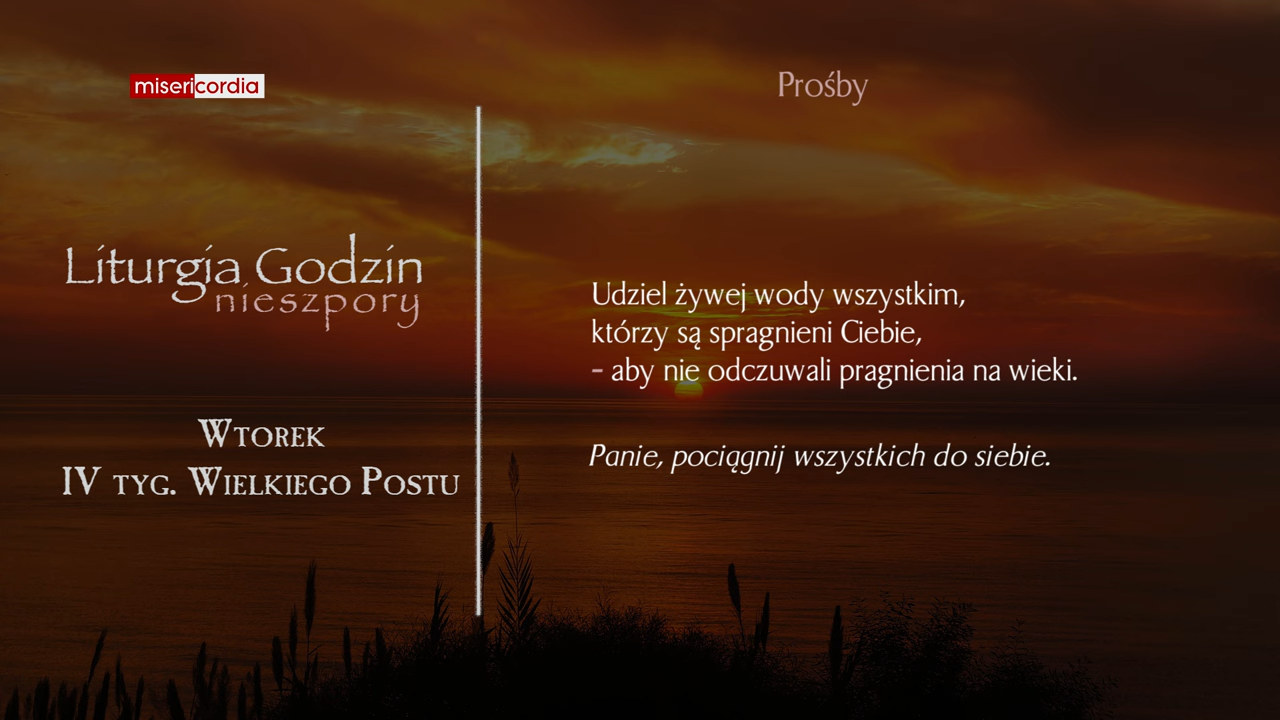 misericordia
Liturgia Godzin
nieszpory
Wtorek
IV tyg. Wielkiego Postu
Prośby
Udziel żywej wody wszystkim,
którzy są spragnieni Ciebie,
- aby nie odczuwali pragnienia na wieki.
Panie, pociągnij wszystkich do siebie.